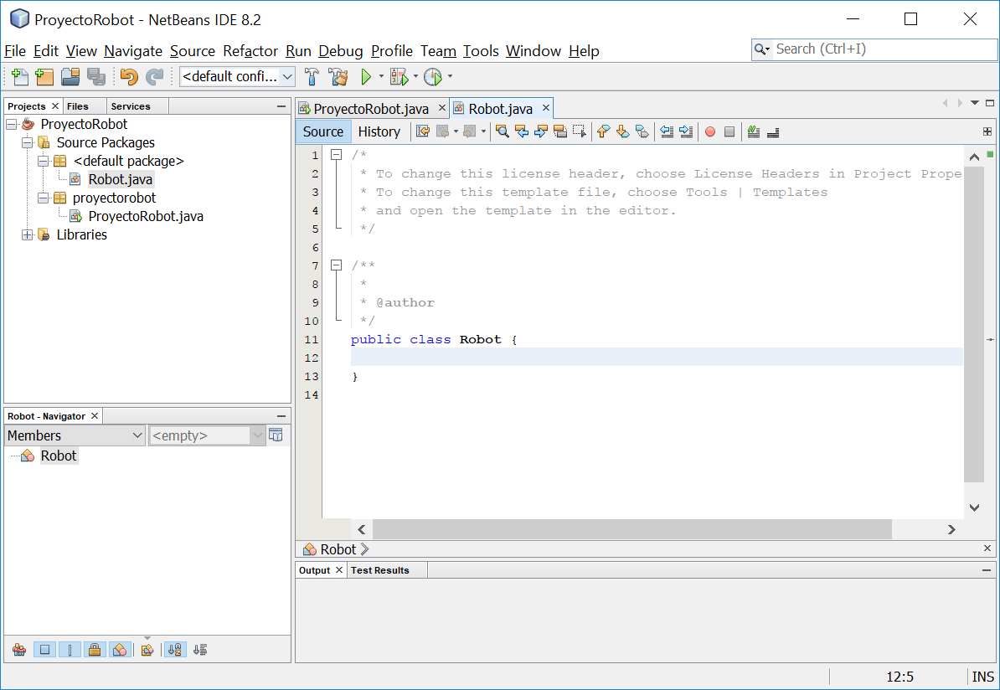 ProyectoRobot - NetBeans IDE 8.2
File Edit View Navigate Source Refactor Run Debug Profile Team Tools Window Help
Search (Ctrl+I)
<default confi...
Projects Files Services
ProyectoRobot
Source Packages
<default package>
Robot.java
proyectorobot
ProyectoRobot.java
Libraries
Robot - Navigator
Members <empty>
Robot
ProyectoRobot.java Robot.java
Source History
1 /*
2 * To change this license header, choose License Headers in Project Prope
3 * To change this template file, choose Tools | Templates
4 * and open the template in the editor.
5 */
6
7 /**
8 *
9 * @author
10 */
11 public class Robot {
12
13 }
14
Robot
Output Test Results
12:5 INS